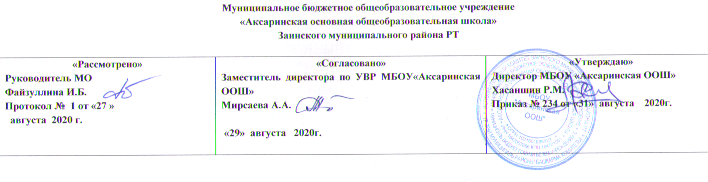 Муниципальное бюджетное общеобразовательное учреждение
«Аксаринская основная общеобразовательная школа»
Заинского муниципального района РТ
«Рассмотрено»
Руководитель МО
Файзуллина И.Б.
Протокол № 1 от «27 »
августа 2020 г.
«Согласовано»
Заместитель директора по УВР МБОУ«Аксаринская
ООШ»
Мирсаева А.А.
«29» августа 2020г.
«Утверждаю»
Директор МБОУ «Аксаринская ООШ»
Хасаншин Р.М.
Приказ № 234 от «31» августа 2020г.
ООШ"